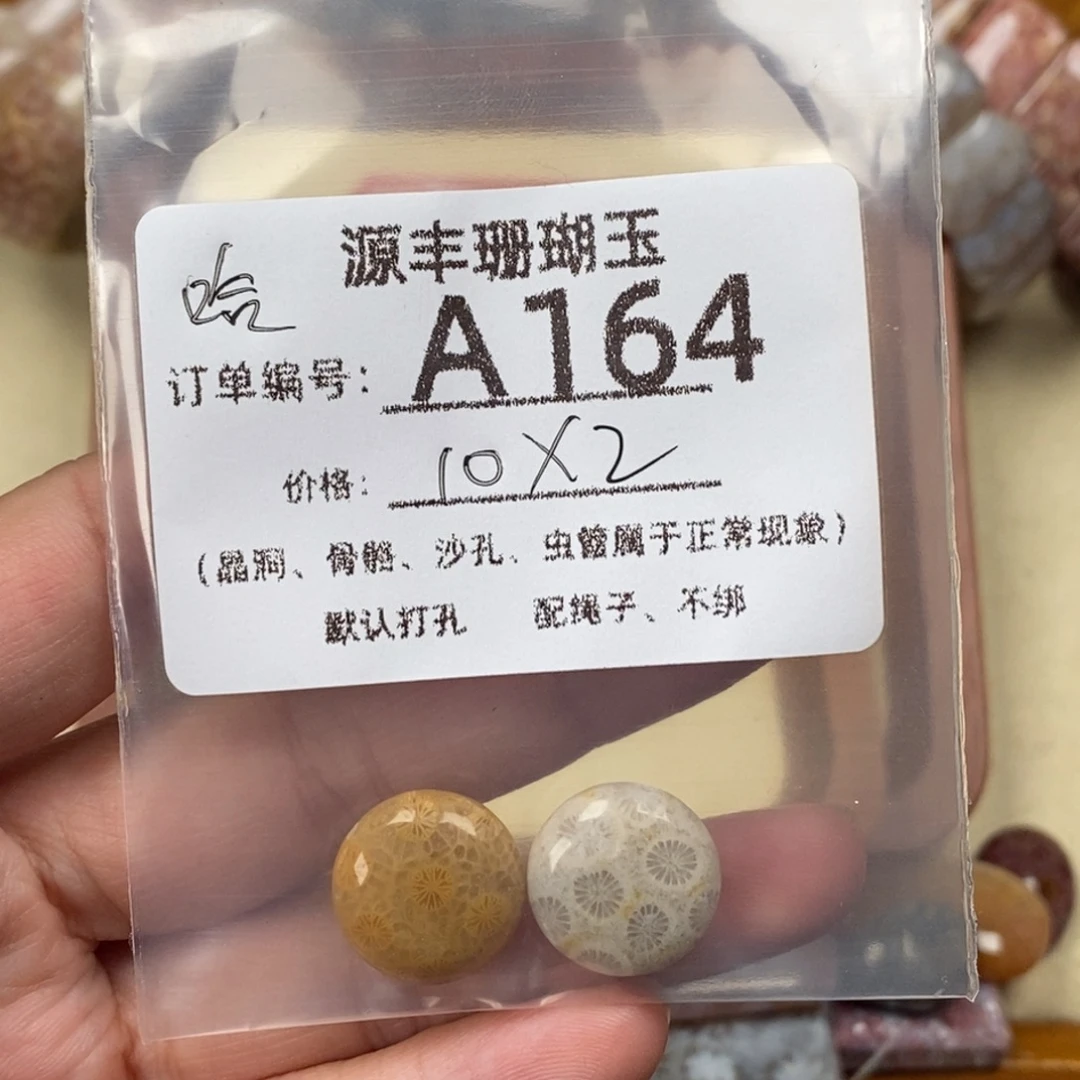 源丰珊瑚玉
哈
订单编号: A164
价格: 10X2
(晶洞、骨骼、沙孔、虫管属于正常现象)
默认打孔 配绳子、不绑